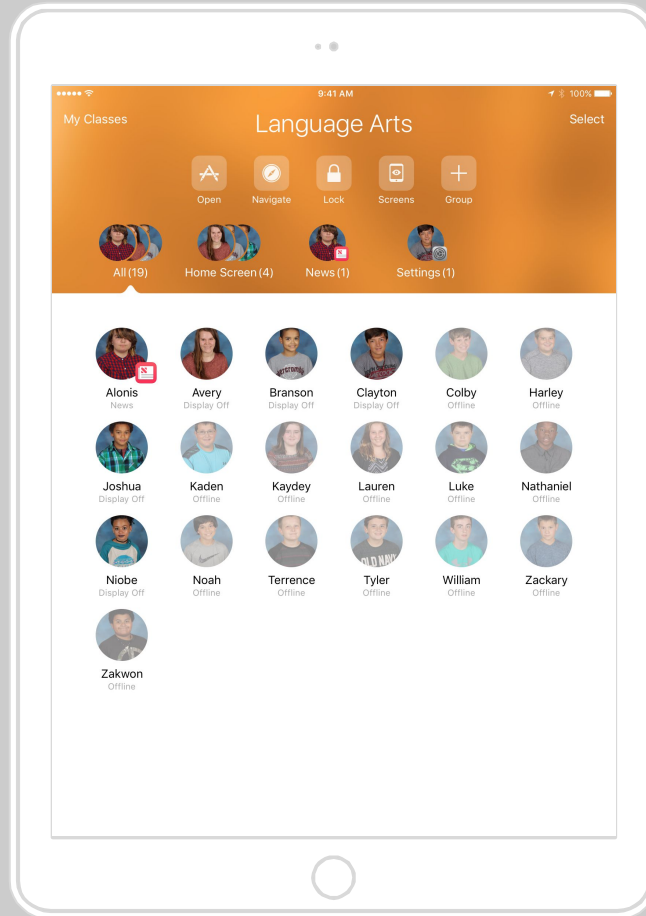 9:41 AM
100%
My Classes
Language Arts
Select
Open Navigate Lock Screens Group
All (19) Home Screen (4) News (1) Settings (1)
Alonis Avery Branson Clayton Colby Harley
News Display Off Display Off Display Off Offline Offline
Joshua Kaden Kaydey Lauren Luke Nathaniel
Display Off Offline Offline Offline Offline Offline
OLD NAVY
Niobe Noah Terrence Tyler William Zackary
Display Off Offline Offline Offline Offline Offline
Zakwon
Offline